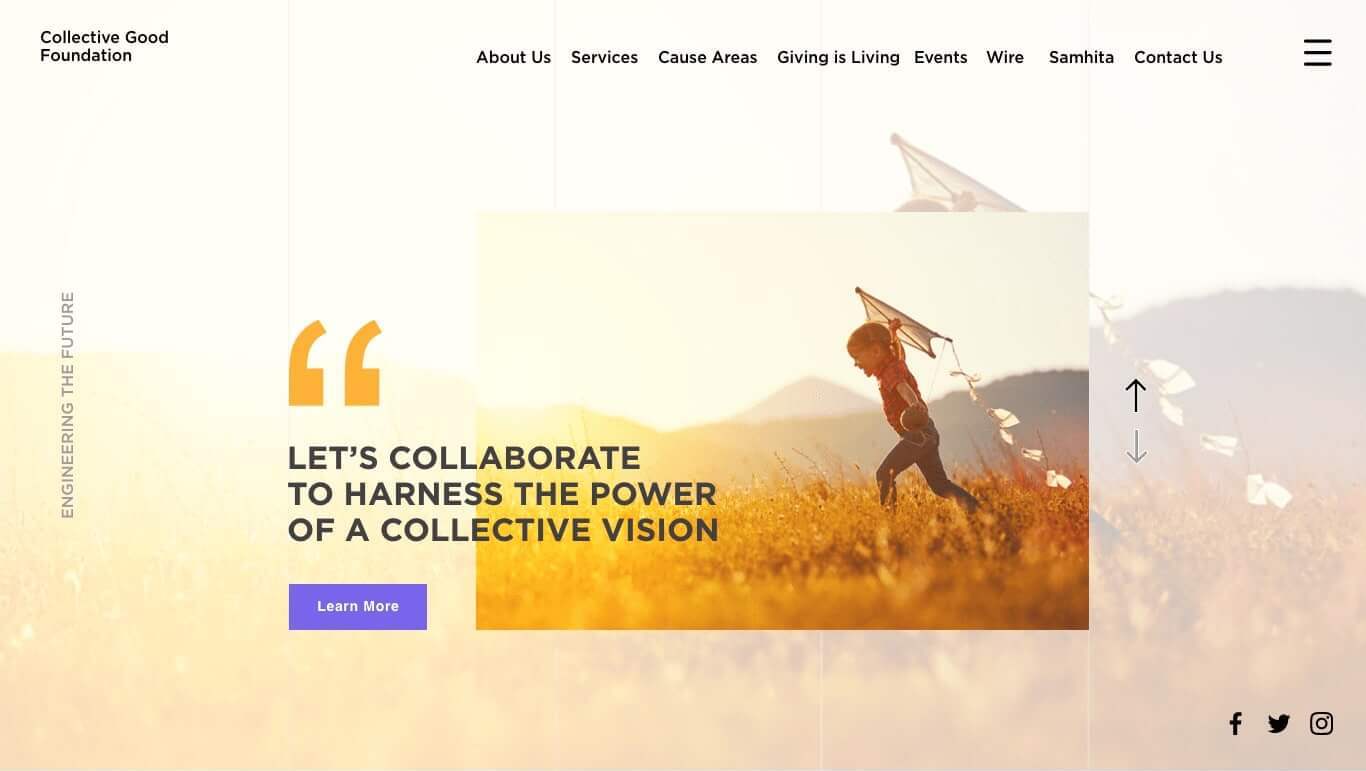 Collective Good
Foundation
About Us Services Cause Areas Giving is Living Events Wire Samhita Contact Us
ENGINEERING THE FUTURE
“
LET’S COLLABORATE
TO HARNESS THE POWER
OF A COLLECTIVE VISION
Learn More